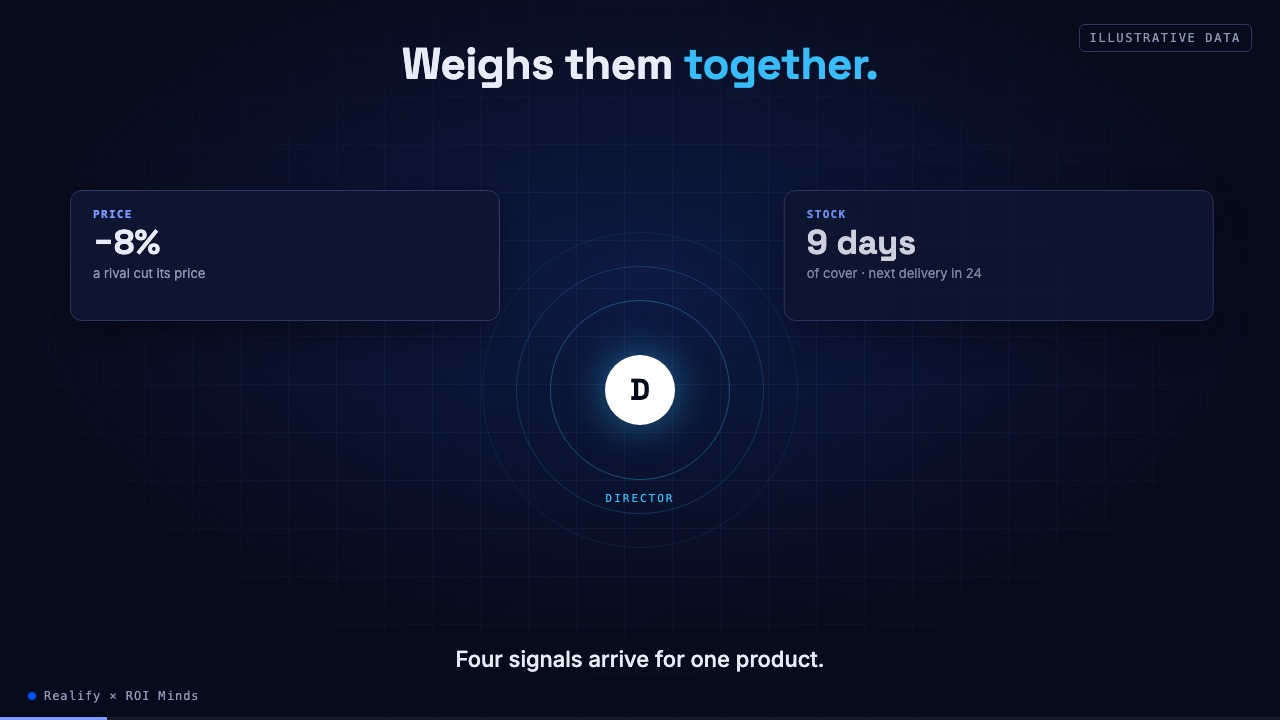 ILLUSTRATIVE DATA
Weighs them together.
PRICE
−8%
a rival cut its price
STOCK
9 days
of cover · next delivery in 24
D
DIRECTOR
Four signals arrive for one product.
Realify × ROI Minds